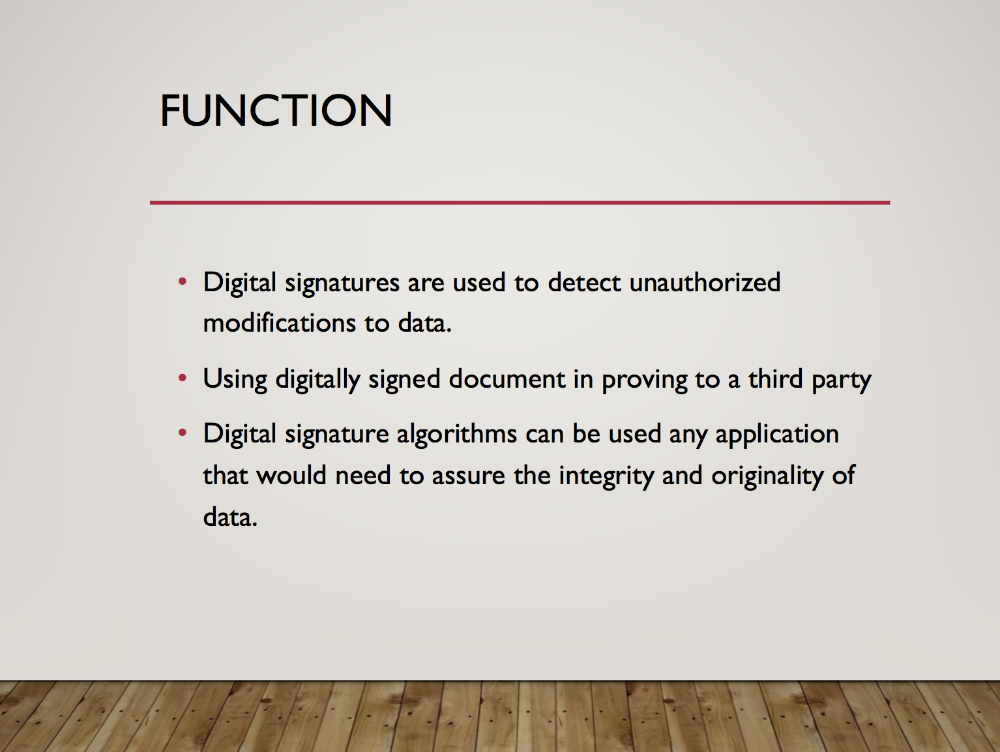 FUNCTION
• Digital signatures are used to detect unauthorized
modifications to data.
• Using digitally signed document in proving to a third party
• Digital signature algorithms can be used any application
that would need to assure the integrity and originality of
data.